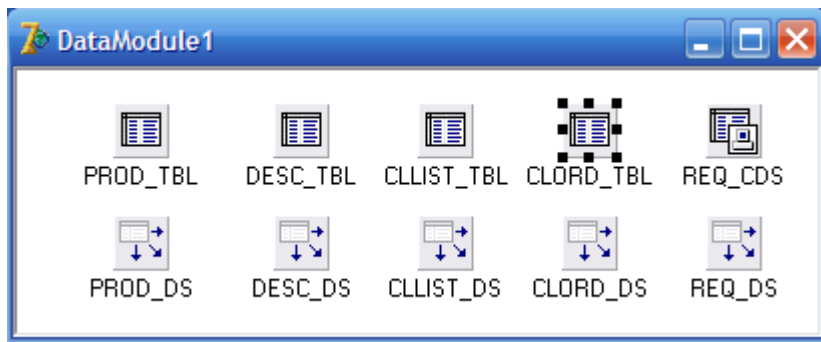 DataModule1
PROD_TBL DESC_TBL CLLIST_TBL CLORD_TBL REQ_CDS
PROD_DS DESC_DS CLLIST_DS CLORD_DS REQ_DS